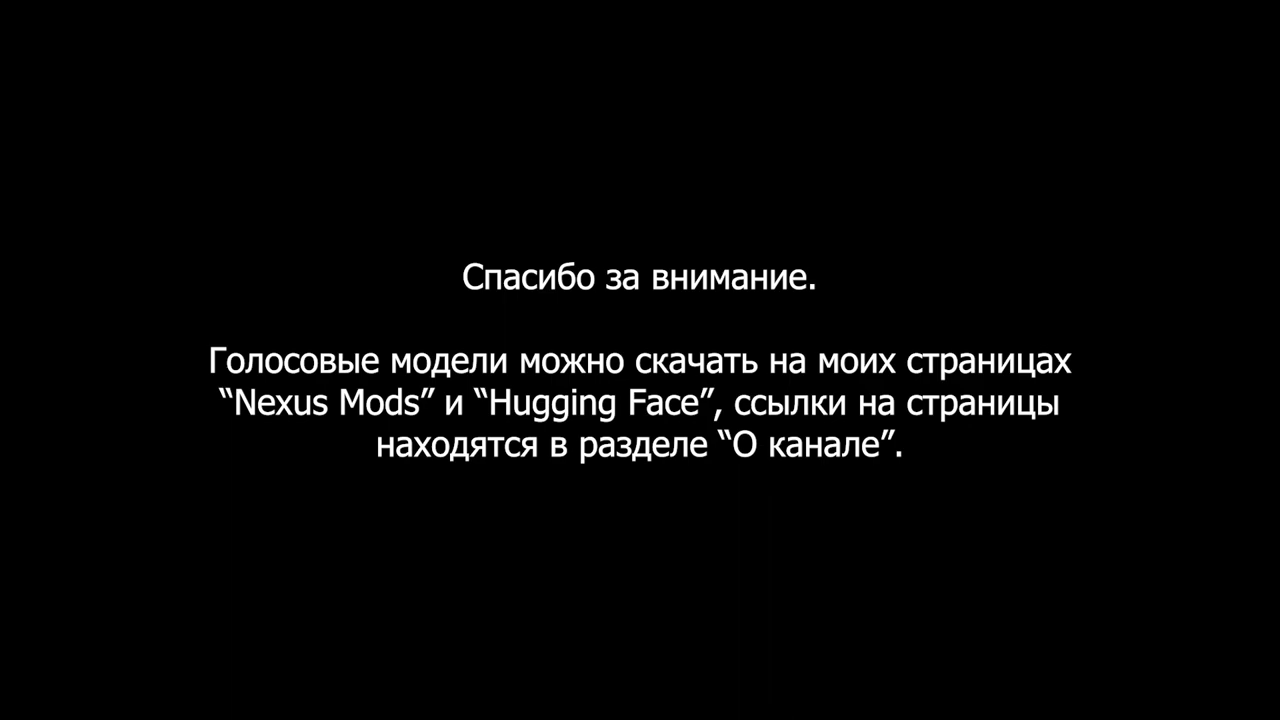 Спасибо за внимание.
Голосовые модели можно скачать на моих страницах
“Nexus Mods” и “Hugging Face”, ссылки на страницы
находятся в разделе “О канале”.